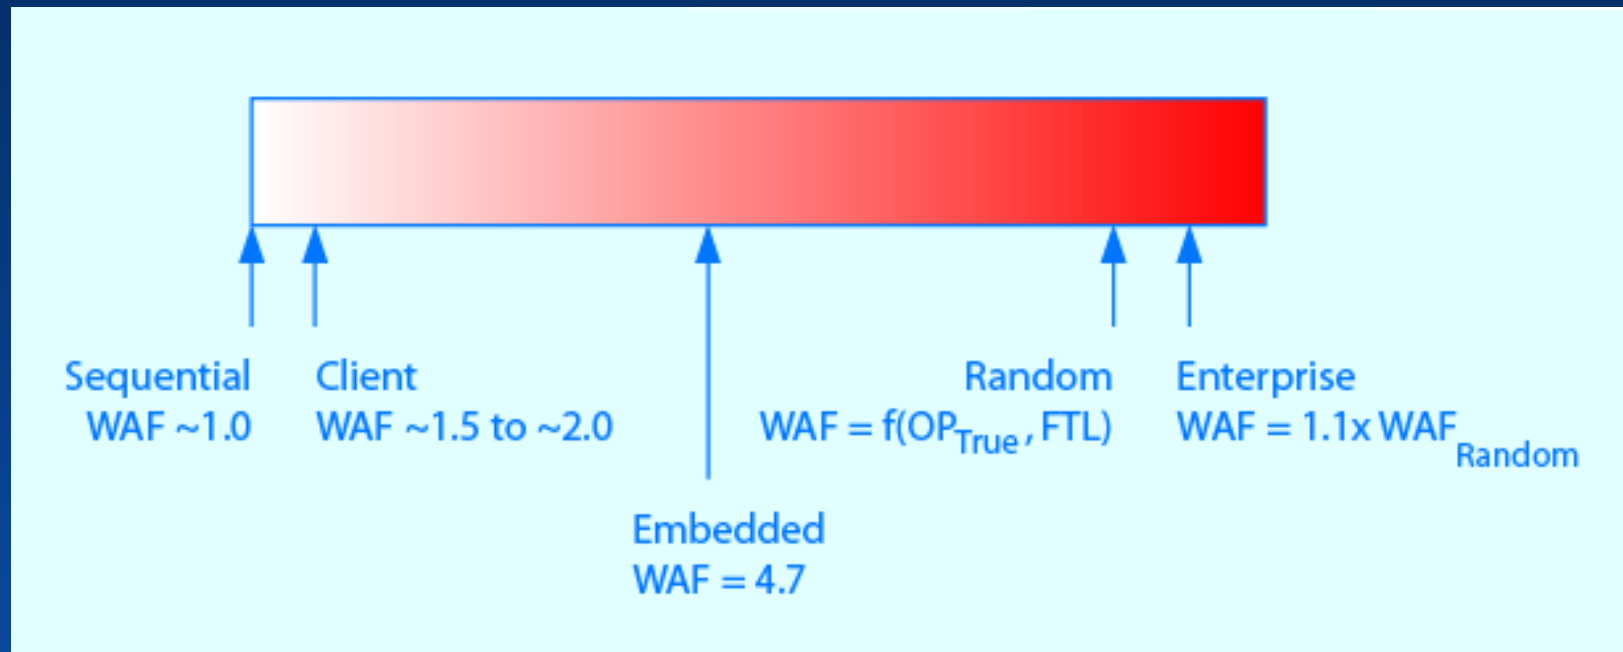 Sequential
WAF ~1.0
Client
WAF ~1.5 to ~2.0
Embedded
WAF = 4.7
Random
WAF = f(OPTrue, FTL)
Enterprise
WAF = 1.1x WAFRandom